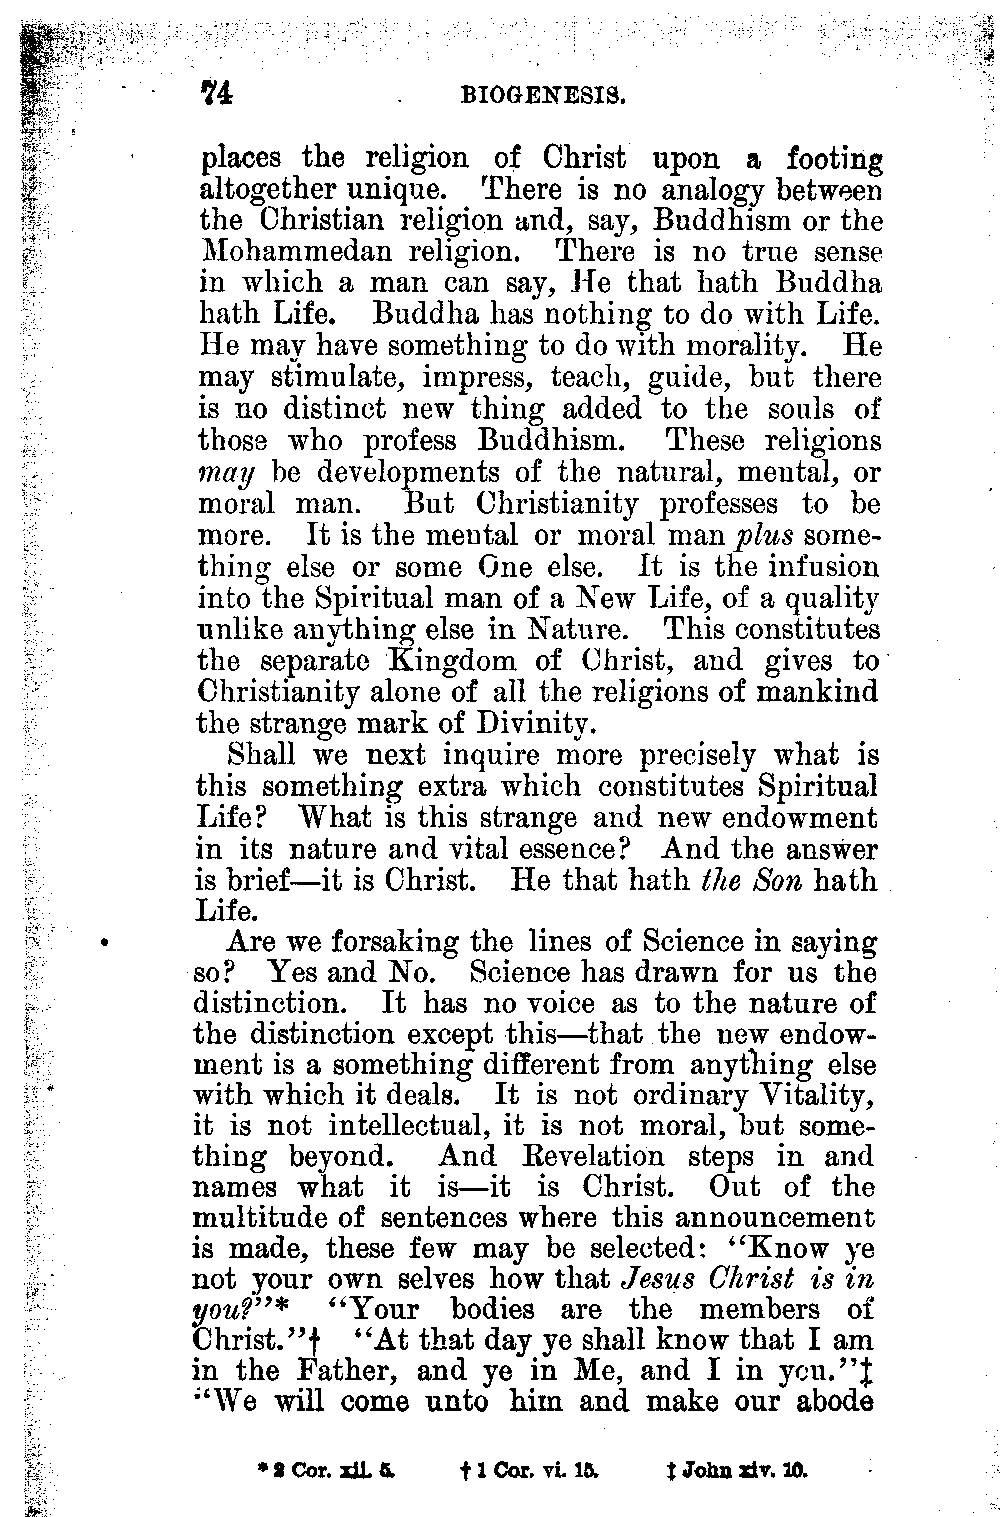 74 BIOGENESIS.
places the religion of Christ upon a footing
altogether unique. There is no analogy between
the Christian religion and, say, Buddhism or the
Mohammedan religion. There is no true sense
in which a man can say, He that hath Buddha
hath Life. Buddha has nothing to do with Life.
He may have something to do with morality. He
may stimulate, impress, teach, guide, but there
is no distinct new thing added to the souls of
those who profess Buddhism. These religions
may be developments of the natural, mental, or
moral man. But Christianity professes to be
more. It is the mental or moral man plus some-
thing else or some One else. It is the infusion
into the Spiritual man of a New Life, of a quality
unlike anything else in Nature. This constitutes
the separate Kingdom of Christ, and gives to
Christianity alone of all the religions of mankind
the strange mark of Divinity.
Shall we next inquire more precisely what is
this something extra which constitutes Spiritual
Life? What is this strange and new endowment
in its nature and vital essence? And the answer
is brief—it is Christ. He that hath the Son hath
Life.
Are we forsaking the lines of Science in saying
so? Yes and No. Science has drawn for us the
distinction. It has no voice as to the nature of
the distinction except this—that the new endow-
ment is a something different from anything else
with which it deals. It is not ordinary Vitality,
it is not intellectual, it is not moral, but some-
thing beyond. And Revelation steps in and
names what it is—it is Christ. Out of the
multitude of sentences where this announcement
is made, these few may be selected: “Know ye
not your own selves how that Jesus Christ is in
you?”* “Your bodies are the members of
Christ.”† “At that day ye shall know that I am
in the Father, and ye in Me, and I in you.”‡
“We will come unto him and make our abode
* 2 Cor. xii. 5. † 1 Cor. vi. 15. ‡ John xiv. 10.